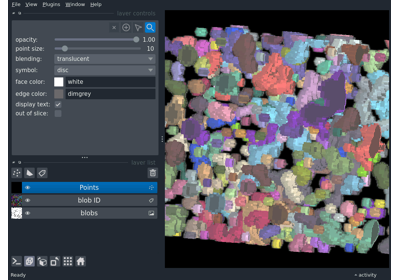 File View Plugins Window Help
layer controls
opacity: 1.00
point size: 10
blending: translucent
symbol: disc
face color: white
edge color: dimgrey
display text:
out of slice:
layer list
Points
blob ID
blobs
Ready
activity